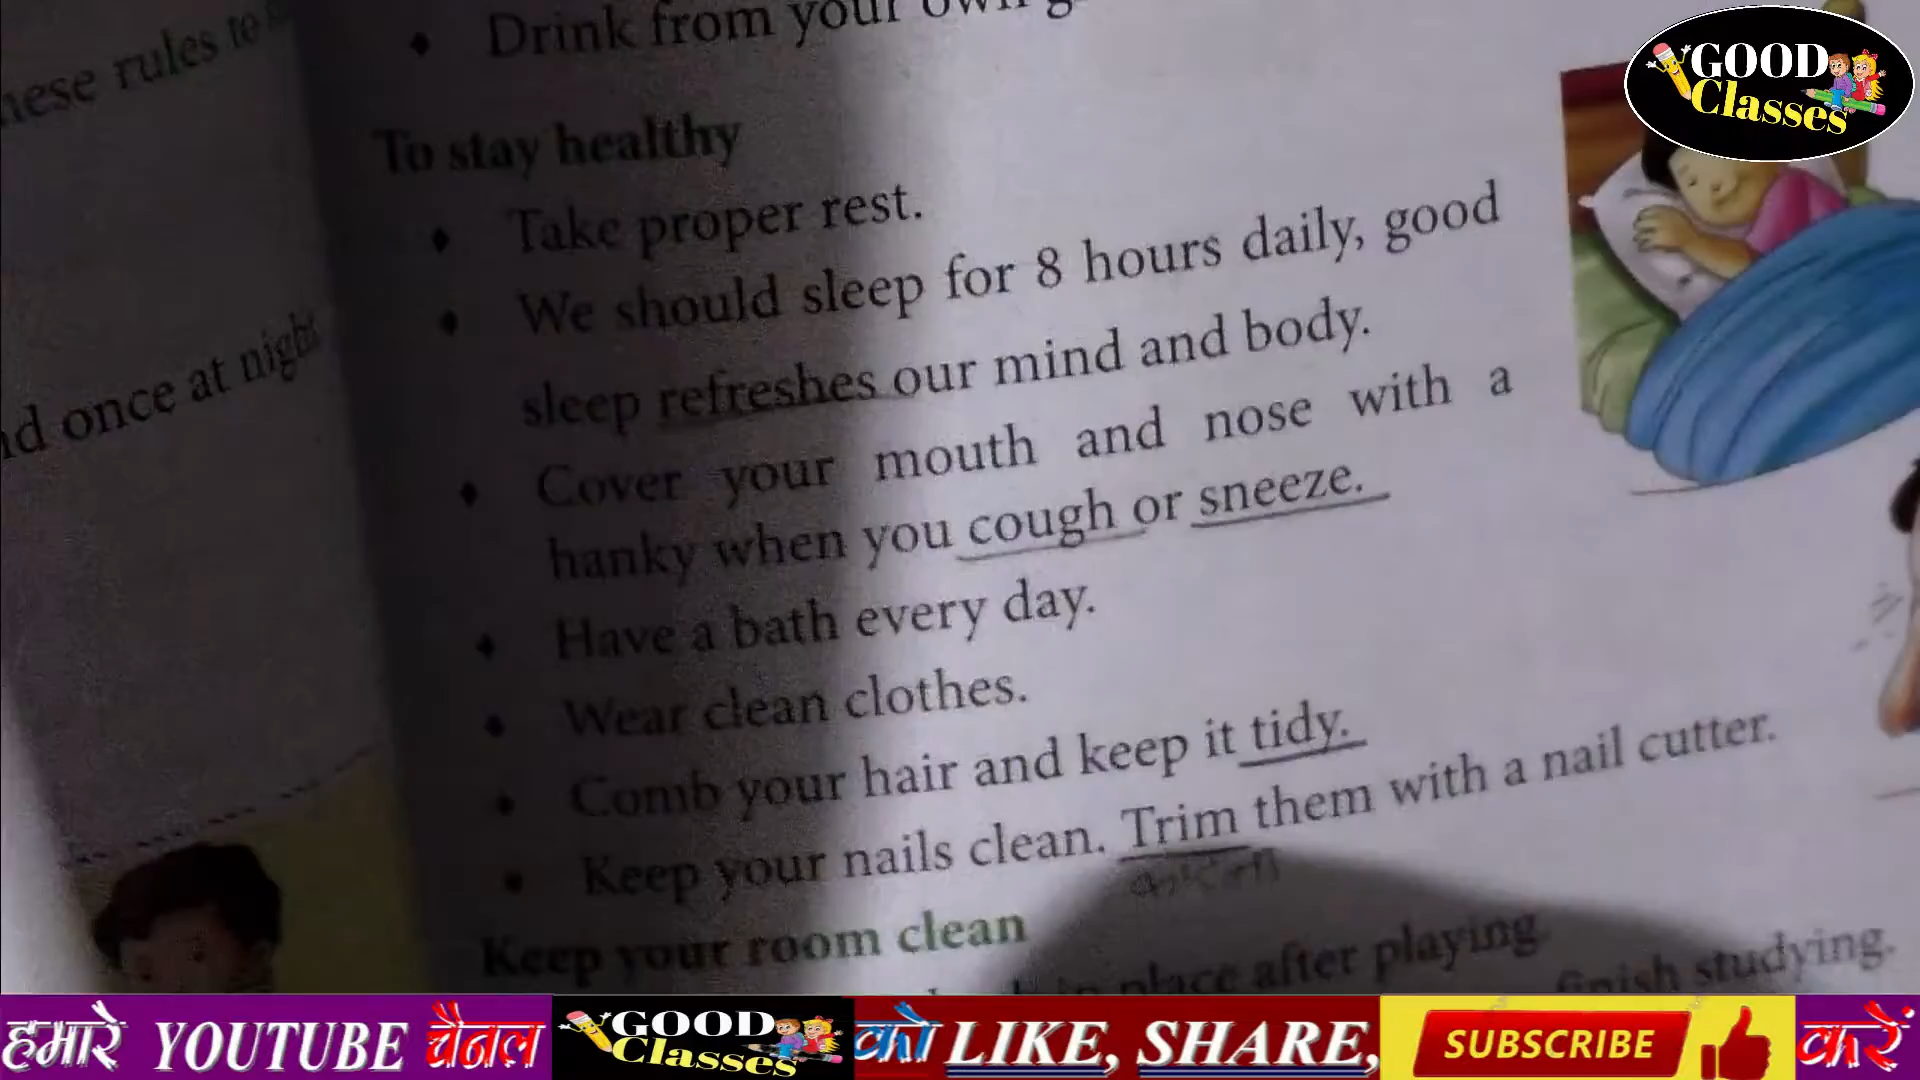 Drink from your own
hese rules to
To stay healthy
Take proper rest.
We should sleep for 8 hours daily, good
sleep refreshes our mind and body.
nd once at night
Cover your mouth and nose with a
hanky when you cough or sneeze.
Have a bath every day.
Wear clean clothes.
Comb your hair and keep it tidy.
Keep your nails clean. Trim them with a nail cutter.
Keep your room clean
in place after playing
finish studying.
GOOD
Classes
हमारे YOUTUBE चैनल GOOD Classes को LIKE, SHARE, SUBSCRIBE करें